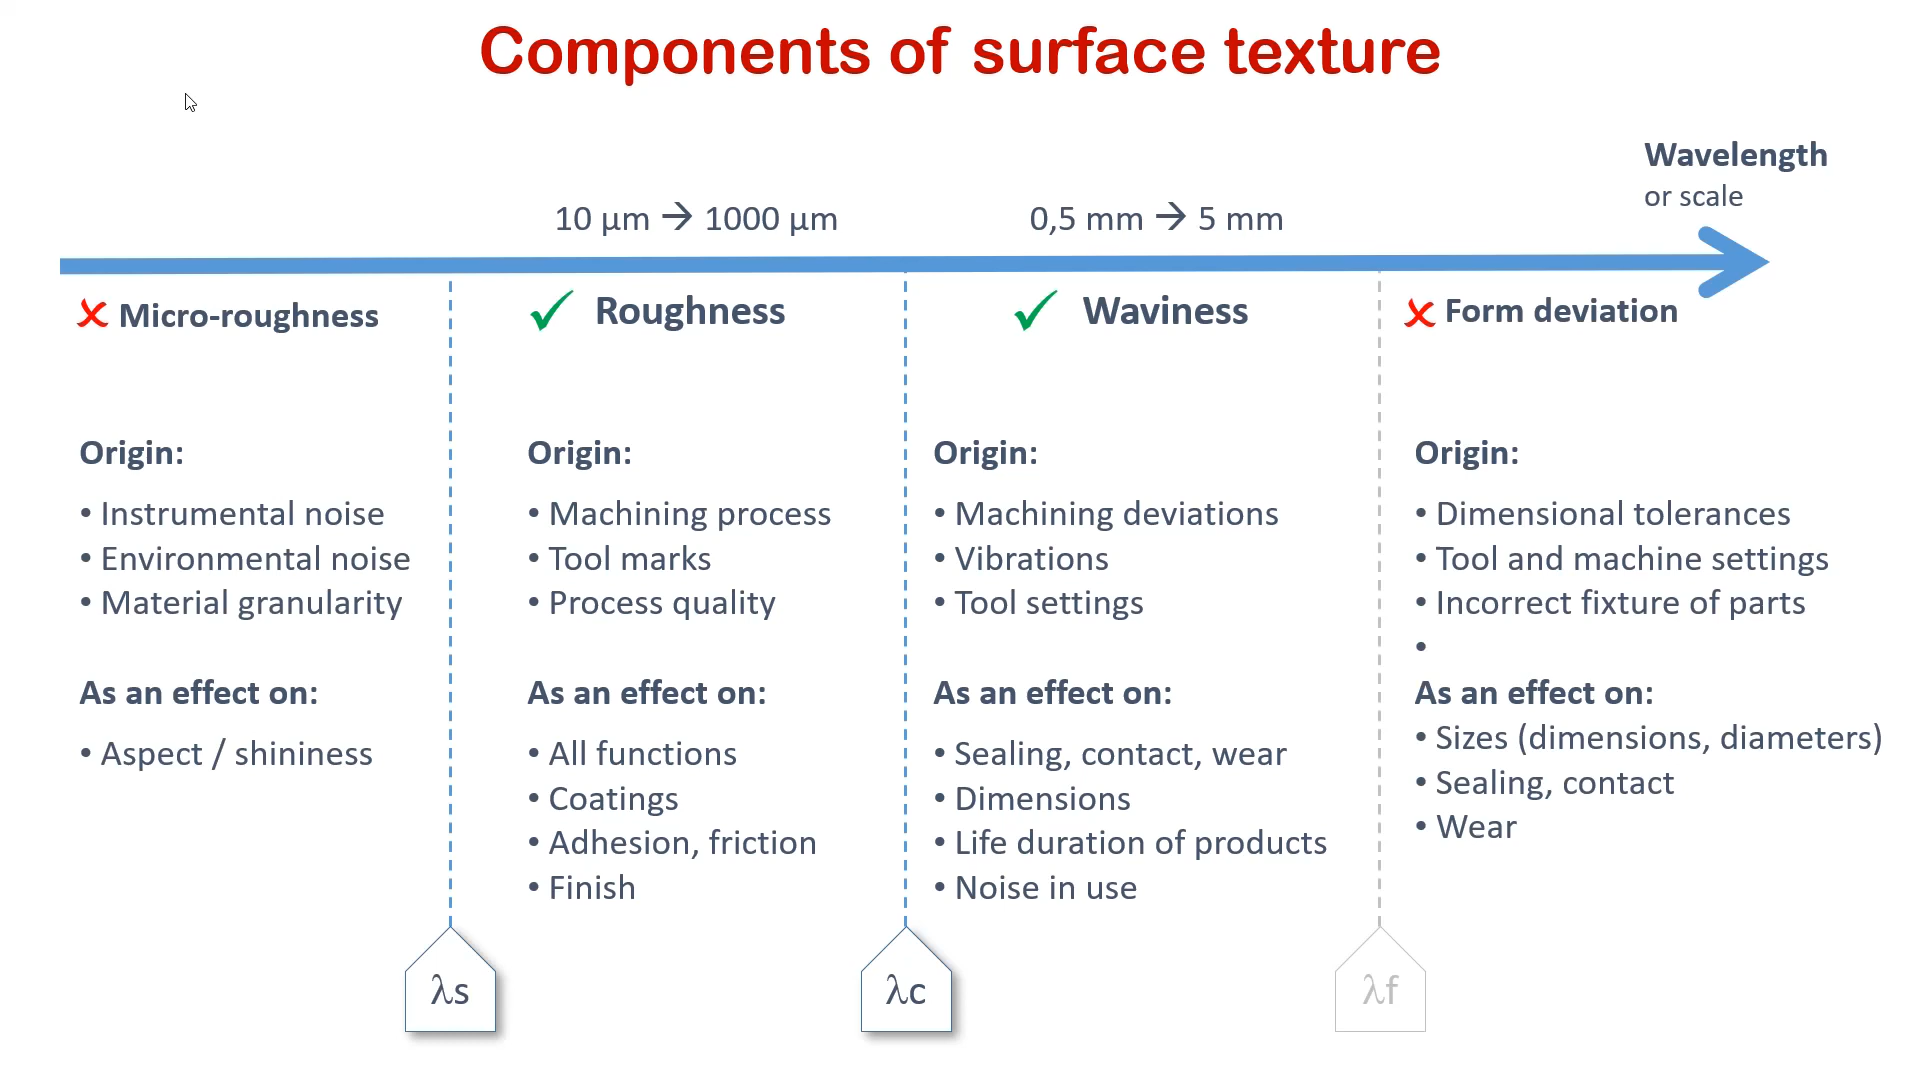 Components of surface texture
Wavelength
or scale
10 µm → 1000 µm
0,5 mm → 5 mm
Micro-roughness
Roughness
Waviness
Form deviation
Origin:
• Instrumental noise
• Environmental noise
• Material granularity
As an effect on:
• Aspect / shininess
Origin:
• Machining process
• Tool marks
• Process quality
As an effect on:
• All functions
• Coatings
• Adhesion, friction
• Finish
Origin:
• Machining deviations
• Vibrations
• Tool settings
As an effect on:
• Sealing, contact, wear
• Dimensions
• Life duration of products
• Noise in use
Origin:
• Dimensional tolerances
• Tool and machine settings
• Incorrect fixture of parts
•
As an effect on:
• Sizes (dimensions, diameters)
• Sealing, contact
• Wear
λs
λc
λf